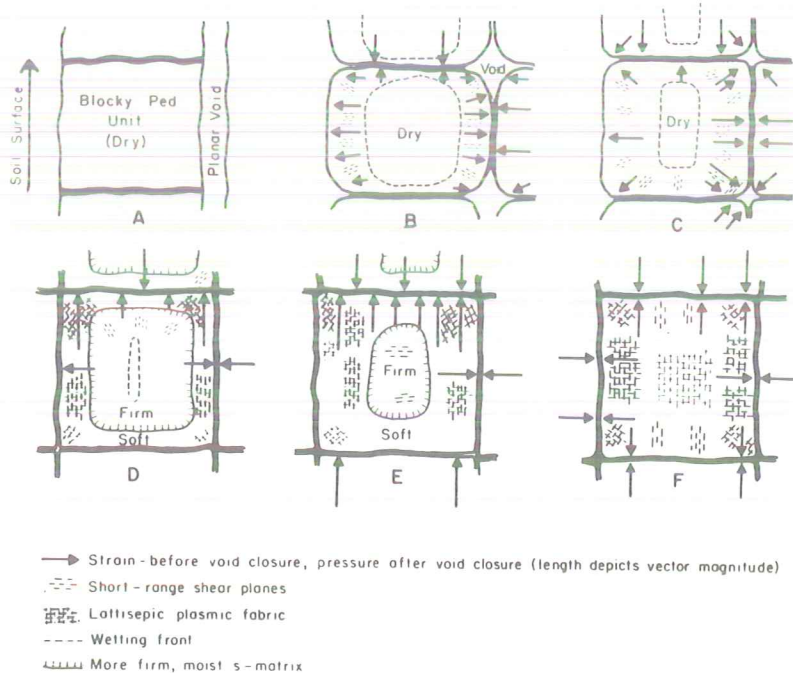 Soil Surface
Blocky Ped
Unit
(Dry)
Planar Void
A
Void
Dry
B
Dry
C
Firm
Soft
D
Firm
Soft
E
F
Strain - before void closure, pressure after void closure (length depicts vector magnitude)
Short - range shear planes
Lattisepic plasmic fabric
Wetting front
More firm, moist s-matrix